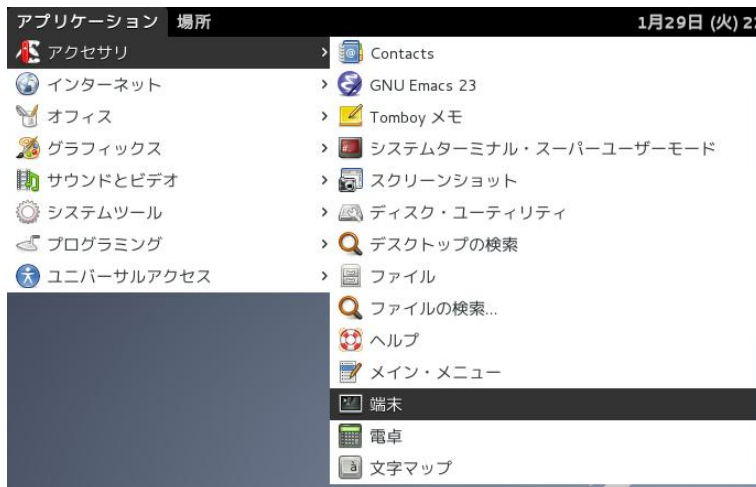 アプリケーション 場所 1月29日 (火) 2
アクセサリ
インターネット
オフィス
グラフィックス
サウンドとビデオ
システムツール
プログラミング
ユニバーサルアクセス
Contacts
GNU Emacs 23
Tomboy メモ
システムターミナル・スーパーユーザーモード
スクリーンショット
ディスク・ユーティリティ
デスクトップの検索
ファイル
ファイルの検索...
ヘルプ
メイン・メニュー
端末
電卓
文字マップ